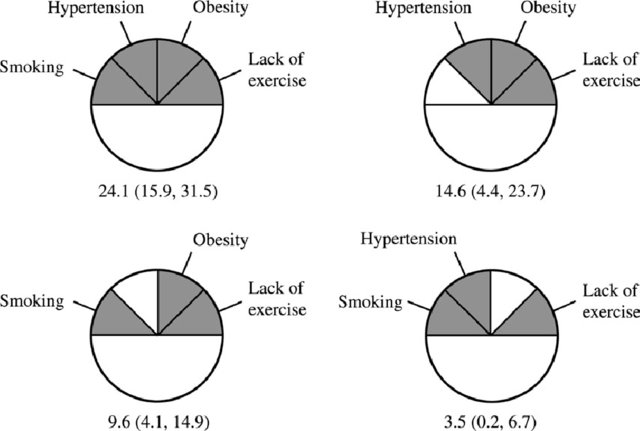 Hypertension
Obesity
Smoking
Lack of
exercise
24.1 (15.9, 31.5)
Hypertension
Obesity
Lack of
exercise
14.6 (4.4, 23.7)
Obesity
Smoking
Lack of
exercise
9.6 (4.1, 14.9)
Hypertension
Smoking
Lack of
exercise
3.5 (0.2, 6.7)